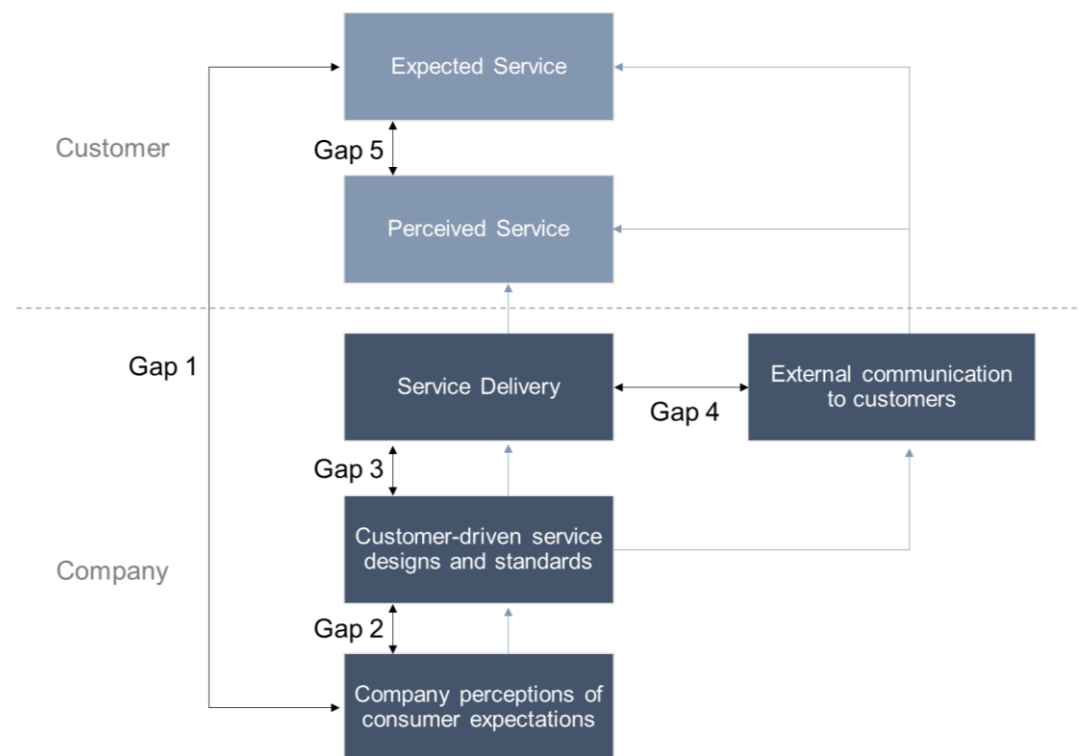 Expected Service
Customer
Gap 5
Perceived Service
Gap 1
Service Delivery
External communication
to customers
Gap 4
Gap 3
Customer-driven service
designs and standards
Company
Gap 2
Company perceptions of
consumer expectations